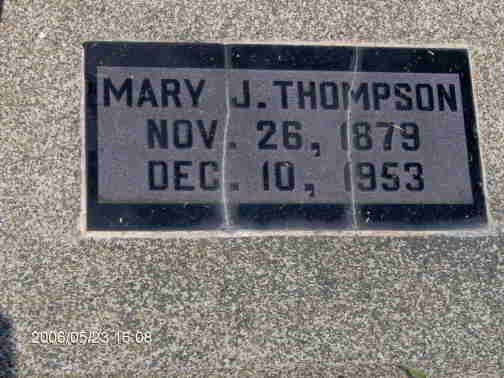 MARY J. THOMPSON
NOV. 26, 1879
DEC. 10, 1953
2006/05/23 16:08